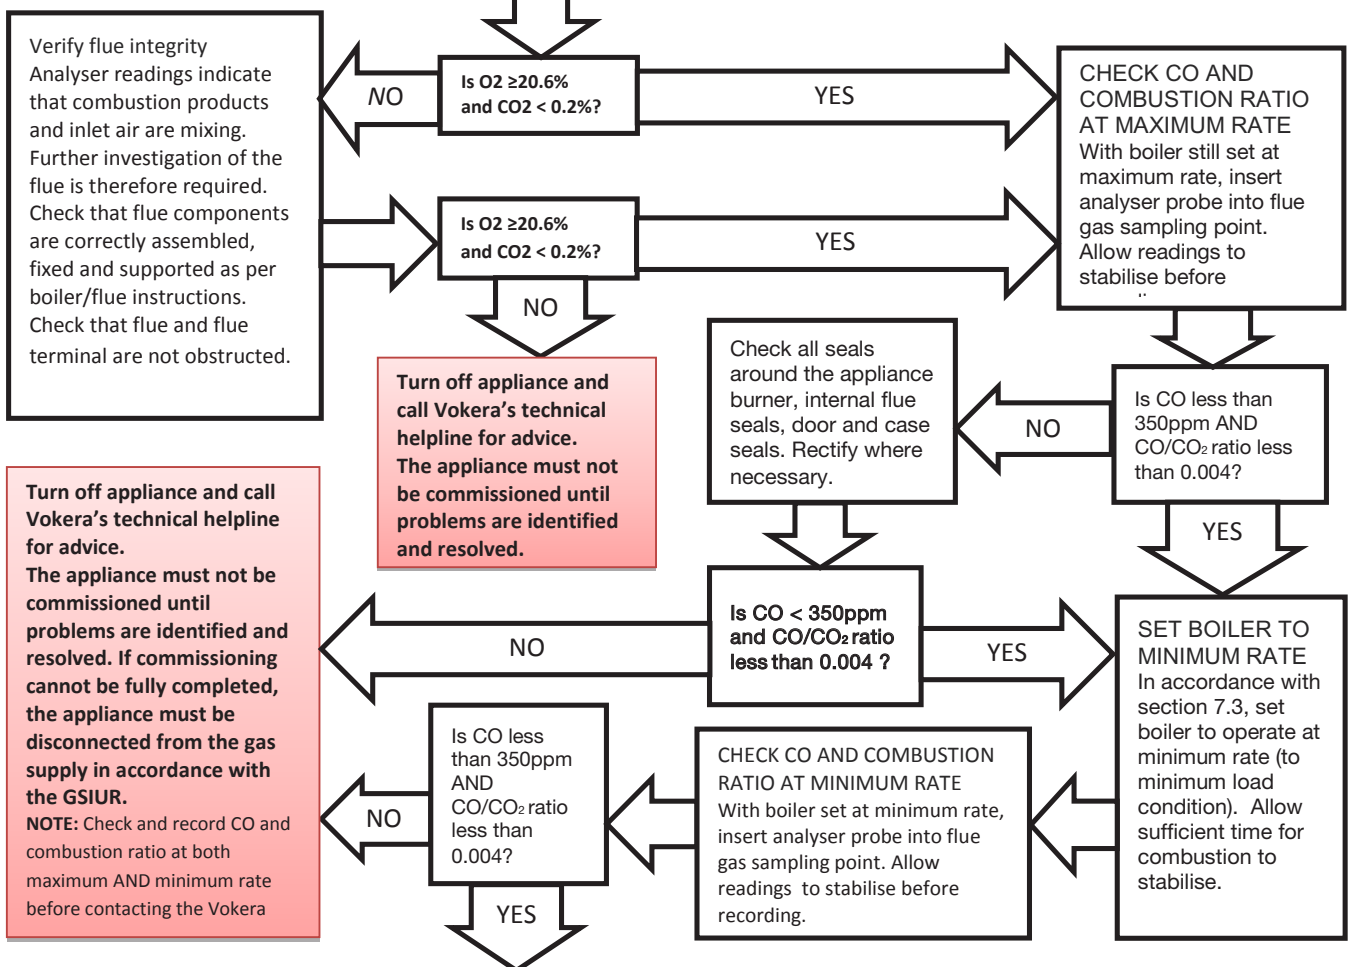 Verify flue integrity
Analyser readings indicate
that combustion products
and inlet air are mixing.
Further investigation of the
flue is therefore required.
Check that flue components
are correctly assembled,
fixed and supported as per
boiler/flue instructions.
Check that flue and flue
terminal are not obstructed.
NO
Is O2 ≥20.6%
and CO2 < 0.2%?
YES
CHECK CO AND
COMBUSTION RATIO
AT MAXIMUM RATE
With boiler still set at
maximum rate, insert
analyser probe into flue
gas sampling point.
Allow readings to
stabilise before
Is O2 ≥20.6%
and CO2 < 0.2%?
YES
NO
Turn off appliance and
call Vokera’s technical
helpline for advice.
The appliance must not
be commissioned until
problems are identified
and resolved.
Check all seals
around the appliance
burner, internal flue
seals, door and case
seals. Rectify where
necessary.
NO
Is CO less than
350ppm AND
CO/CO₂ ratio less
than 0.004?
YES
Turn off appliance and call
Vokera’s technical helpline
for advice.
The appliance must not be
commissioned until
problems are identified and
resolved. If commissioning
cannot be fully completed,
the appliance must be
disconnected from the gas
supply in accordance with
the GSIUR.
NOTE: Check and record CO and
combustion ratio at both
maximum AND minimum rate
before contacting the Vokera
NO
Is CO < 350ppm
and CO/CO₂ ratio
less than 0.004 ?
YES
SET BOILER TO
MINIMUM RATE
In accordance with
section 7.3, set
boiler to operate at
minimum rate (to
minimum load
condition). Allow
sufficient time for
combustion to
stabilise.
CHECK CO AND COMBUSTION
RATIO AT MINIMUM RATE
With boiler set at minimum rate,
insert analyser probe into flue
gas sampling point. Allow
readings to stabilise before
recording.
Is CO less
than 350ppm
AND
CO/CO₂ ratio
less than
0.004?
NO
YES